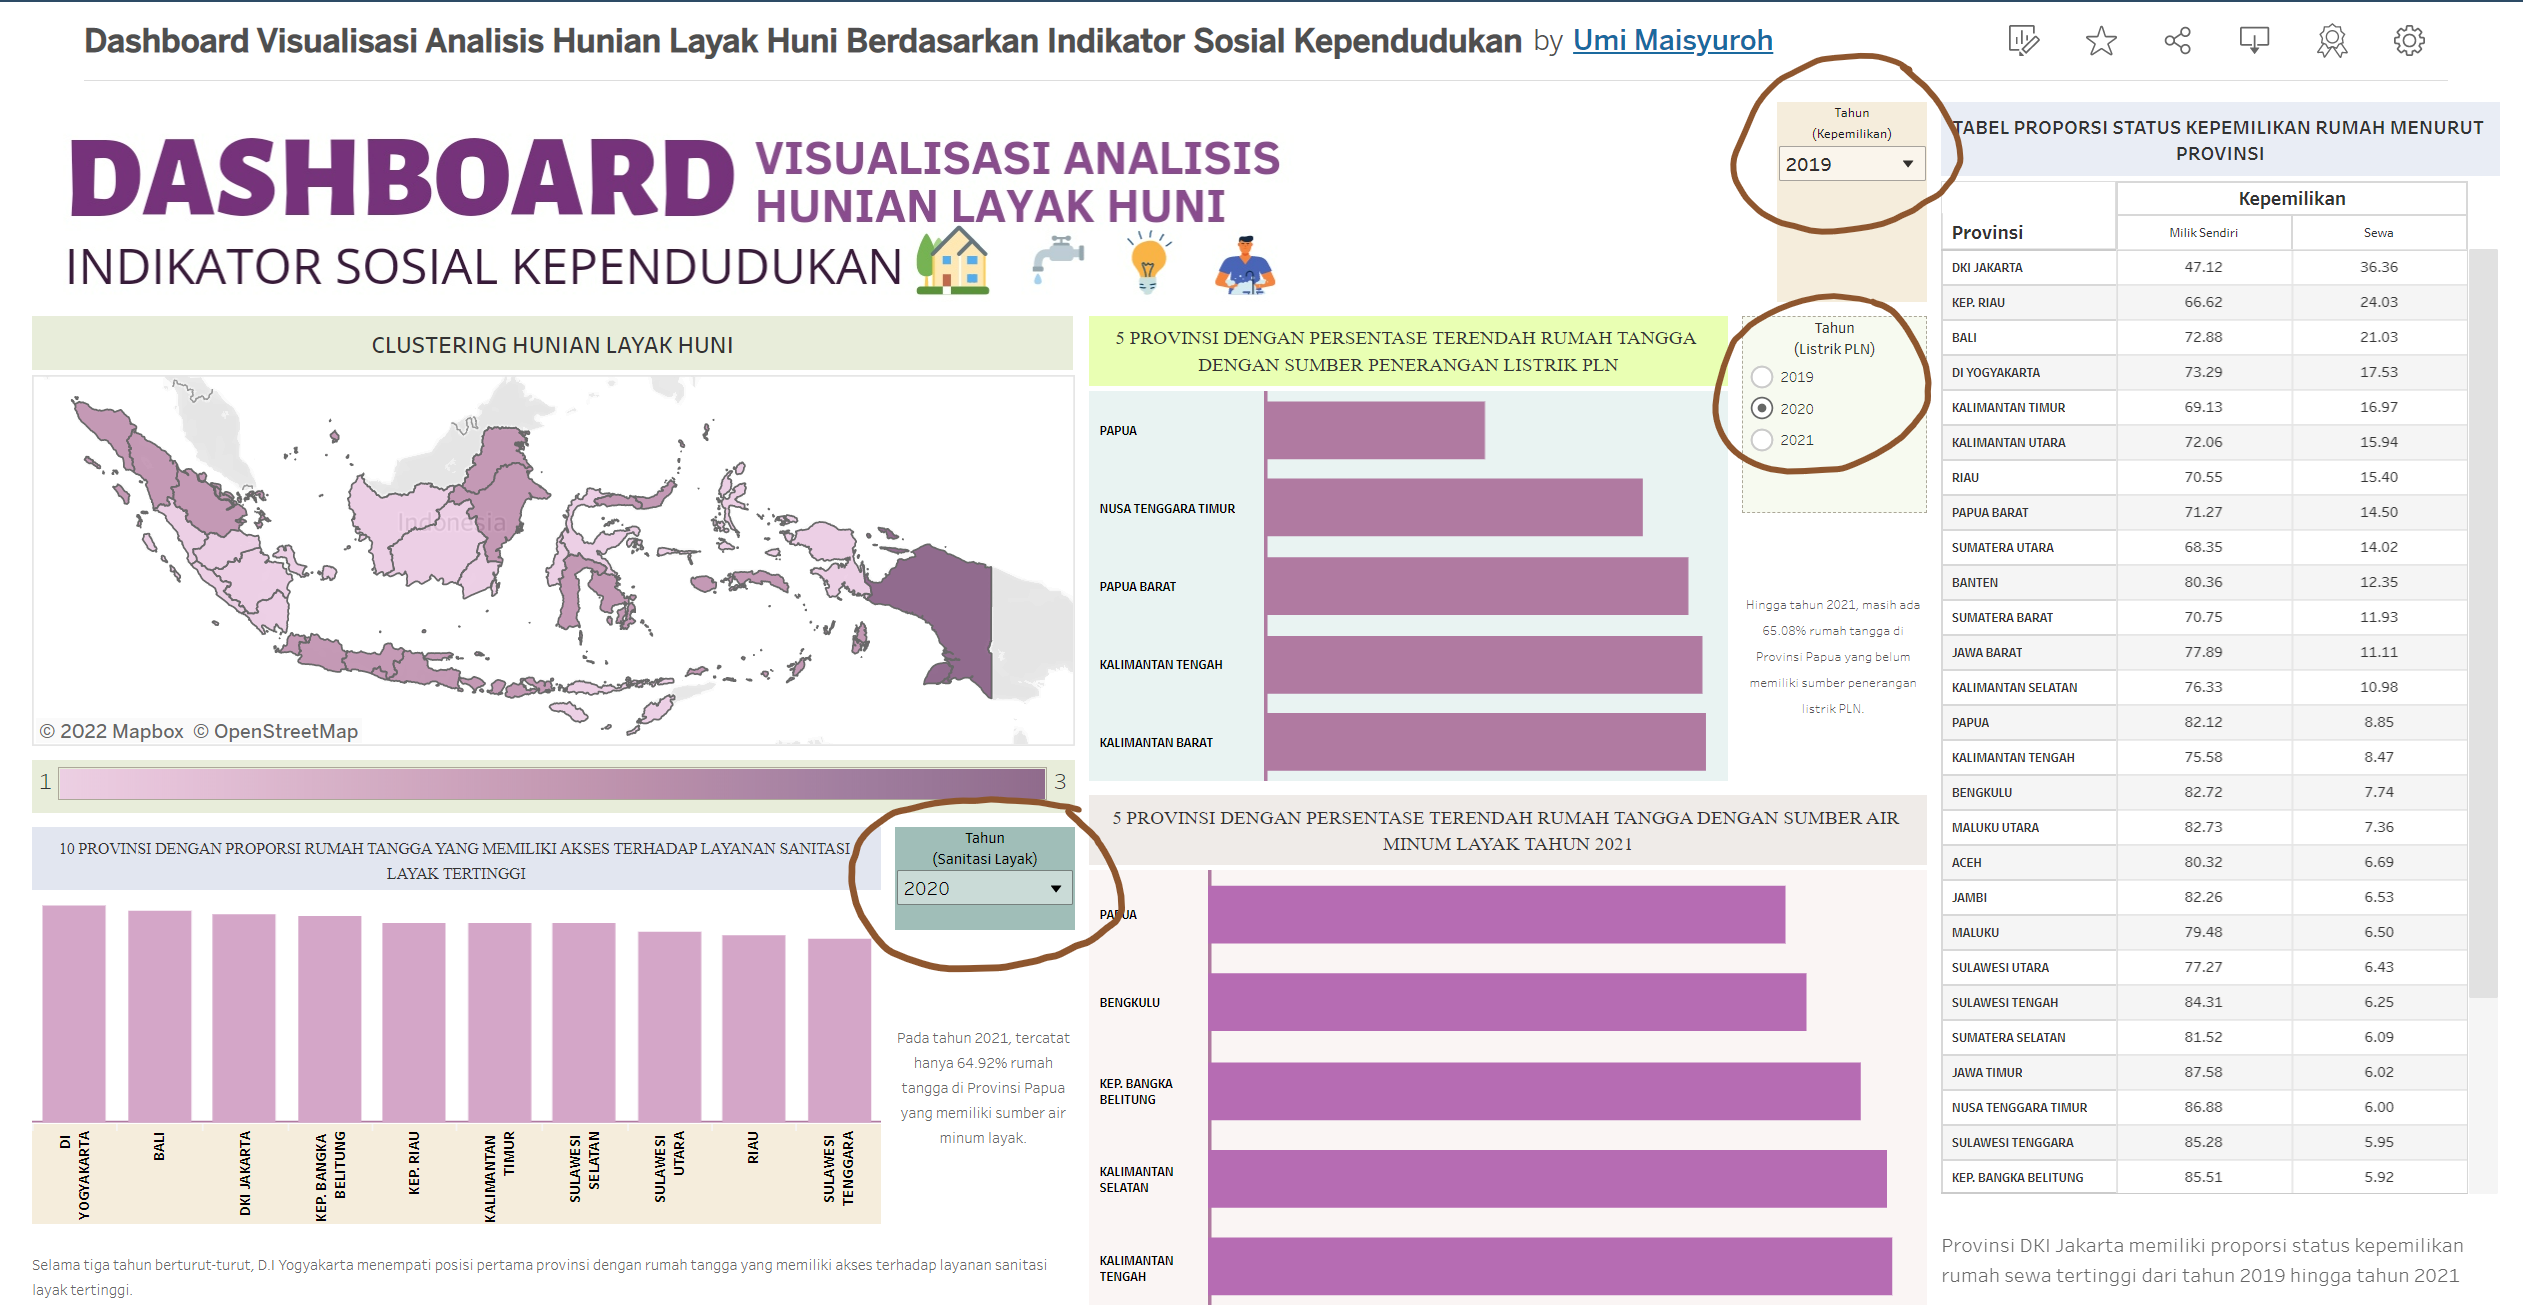 Dashboard Visualisasi Analisis Hunian Layak Huni Berdasarkan Indikator Sosial Kependudukan by Umi Maisyuroh
DASHBOARD
VISUALISASI ANALISIS
HUNIAN LAYAK HUNI
INDIKATOR SOSIAL KEPENDUDUKAN
Tahun
(Kepemilikan)
2019
CLUSTERING HUNIAN LAYAK HUNI
Indonesia
© 2022 Mapbox © OpenStreetMap
1
3
5 PROVINSI DENGAN PERSENTASE TERENDAH RUMAH TANGGA
DENGAN SUMBER PENERANGAN LISTRIK PLN
PAPUA
NUSA TENGGARA TIMUR
PAPUA BARAT
KALIMANTAN TENGAH
KALIMANTAN BARAT
Tahun
(Listrik PLN)
2019
2020
2021
Hingga tahun 2021, masih ada
65.08% rumah tangga di
Provinsi Papua yang belum
memiliki sumber penerangan
listrik PLN.
10 PROVINSI DENGAN PROPORSI RUMAH TANGGA YANG MEMILIKI AKSES TERHADAP LAYANAN SANITASI
LAYAK TERTINGGI
Tahun
(Sanitasi Layak)
2020
DI
YOGYAKARTA
BALI
DKI JAKARTA
KEP. BANGKA
BELITUNG
KEP. RIAU
KALIMANTAN
TIMUR
SULAWESI
SELATAN
SULAWESI
UTARA
RIAU
SULAWESI
TENGGARA
Pada tahun 2021, tercatat
hanya 64.92% rumah
tangga di Provinsi Papua
yang memiliki sumber air
minum layak.
Selama tiga tahun berturut-turut, D.I Yogyakarta menempati posisi pertama provinsi dengan rumah tangga yang memiliki akses terhadap layanan sanitasi
layak tertinggi.
5 PROVINSI DENGAN PERSENTASE TERENDAH RUMAH TANGGA DENGAN SUMBER AIR
MINUM LAYAK TAHUN 2021
PAPUA
BENGKULU
KEP. BANGKA
BELITUNG
KALIMANTAN
SELATAN
KALIMANTAN
TENGAH
TABEL PROPORSI STATUS KEPEMILIKAN RUMAH MENURUT
PROVINSI
Kepemilikan
Provinsi Milik Sendiri Sewa
DKI JAKARTA 47.12 36.36
KEP. RIAU 66.62 24.03
BALI 72.88 21.03
DI YOGYAKARTA 73.29 17.53
KALIMANTAN TIMUR 69.13 16.97
KALIMANTAN UTARA 72.06 15.94
RIAU 70.55 15.40
PAPUA BARAT 71.27 14.50
SUMATERA UTARA 68.35 14.02
BANTEN 80.36 12.35
SUMATERA BARAT 70.75 11.93
JAWA BARAT 77.89 11.11
KALIMANTAN SELATAN 76.33 10.98
PAPUA 82.12 8.85
KALIMANTAN TENGAH 75.58 8.47
BENGKULU 82.72 7.74
MALUKU UTARA 82.73 7.36
ACEH 80.32 6.69
JAMBI 82.26 6.53
MALUKU 79.48 6.50
SULAWESI UTARA 77.27 6.43
SULAWESI TENGAH 84.31 6.25
SUMATERA SELATAN 81.52 6.09
JAWA TIMUR 87.58 6.02
NUSA TENGGARA TIMUR 86.88 6.00
SULAWESI TENGGARA 85.28 5.95
KEP. BANGKA BELITUNG 85.51 5.92
Provinsi DKI Jakarta memiliki proporsi status kepemilikan
rumah sewa tertinggi dari tahun 2019 hingga tahun 2021